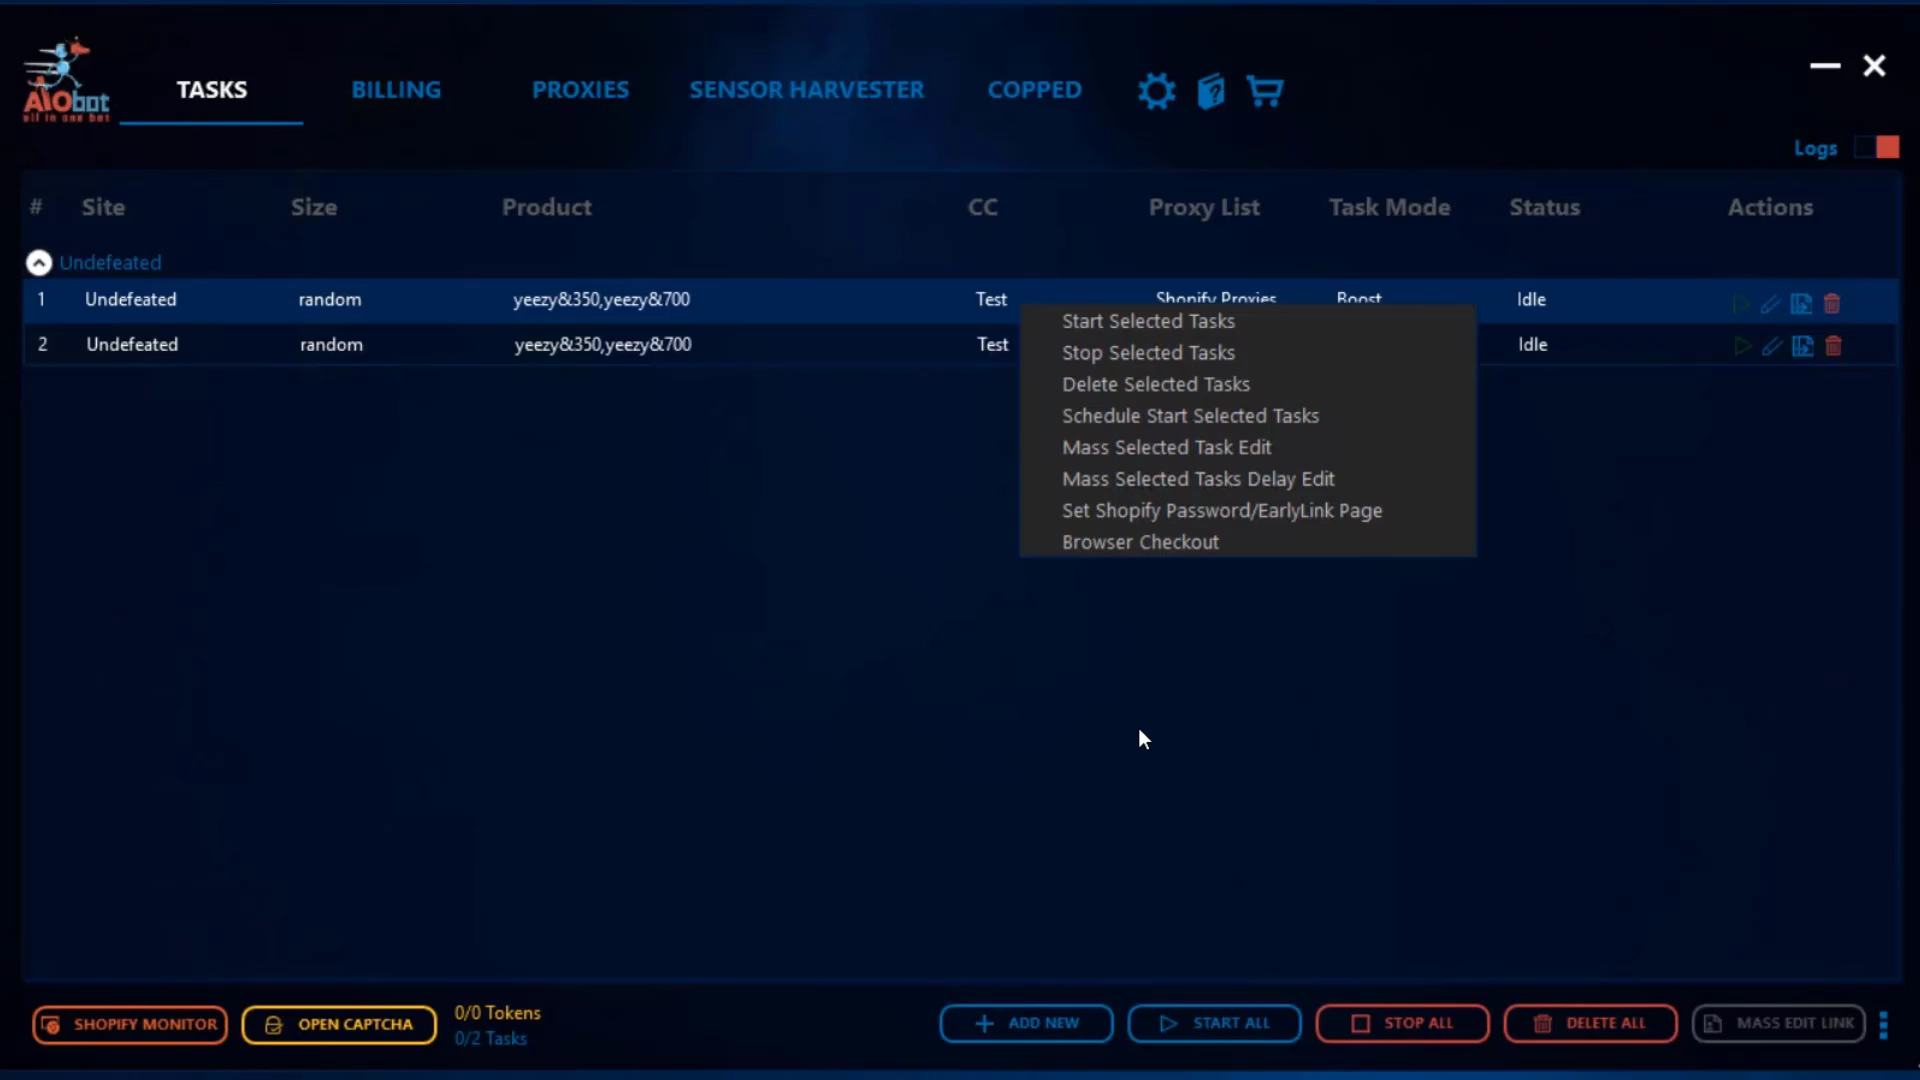 AIObot
all in one bot
TASKS
BILLING
PROXIES
SENSOR HARVESTER
COPPED
Logs
# Site Size Product CC Proxy List Task Mode Status Actions
Undefeated
1 Undefeated random yeezy&350,yeezy&700 Test Shopify Proxies Boost Idle
2 Undefeated random yeezy&350,yeezy&700 Test Idle
Start Selected Tasks
Stop Selected Tasks
Delete Selected Tasks
Schedule Start Selected Tasks
Mass Selected Task Edit
Mass Selected Tasks Delay Edit
Set Shopify Password/EarlyLink Page
Browser Checkout
SHOPIFY MONITOR
OPEN CAPTCHA
0/0 Tokens
0/2 Tasks
ADD NEW
START ALL
STOP ALL
DELETE ALL
MASS EDIT LINK